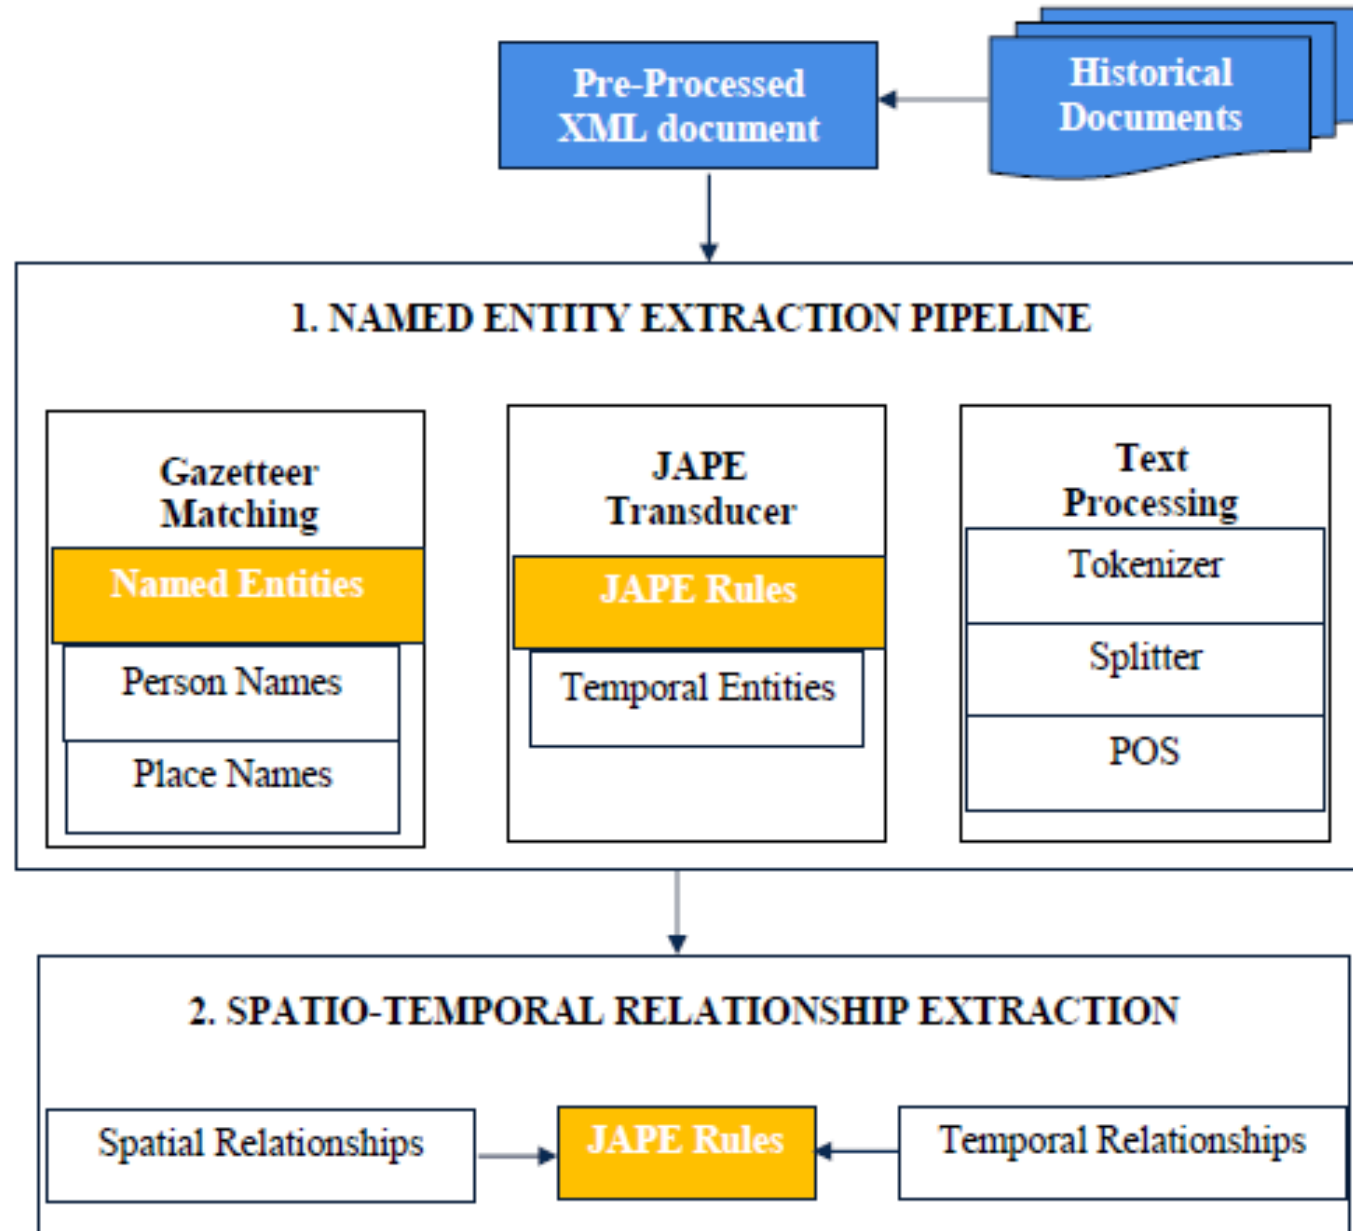 Pre-Processed
XML document
Historical
Documents
1. NAMED ENTITY EXTRACTION PIPELINE
Gazetteer
Matching
Named Entities
Person Names
Place Names
JAPE
Transducer
JAPE Rules
Temporal Entities
Text
Processing
Tokenizer
Splitter
POS
2. SPATIO-TEMPORAL RELATIONSHIP EXTRACTION
Spatial Relationships
JAPE Rules
Temporal Relationships